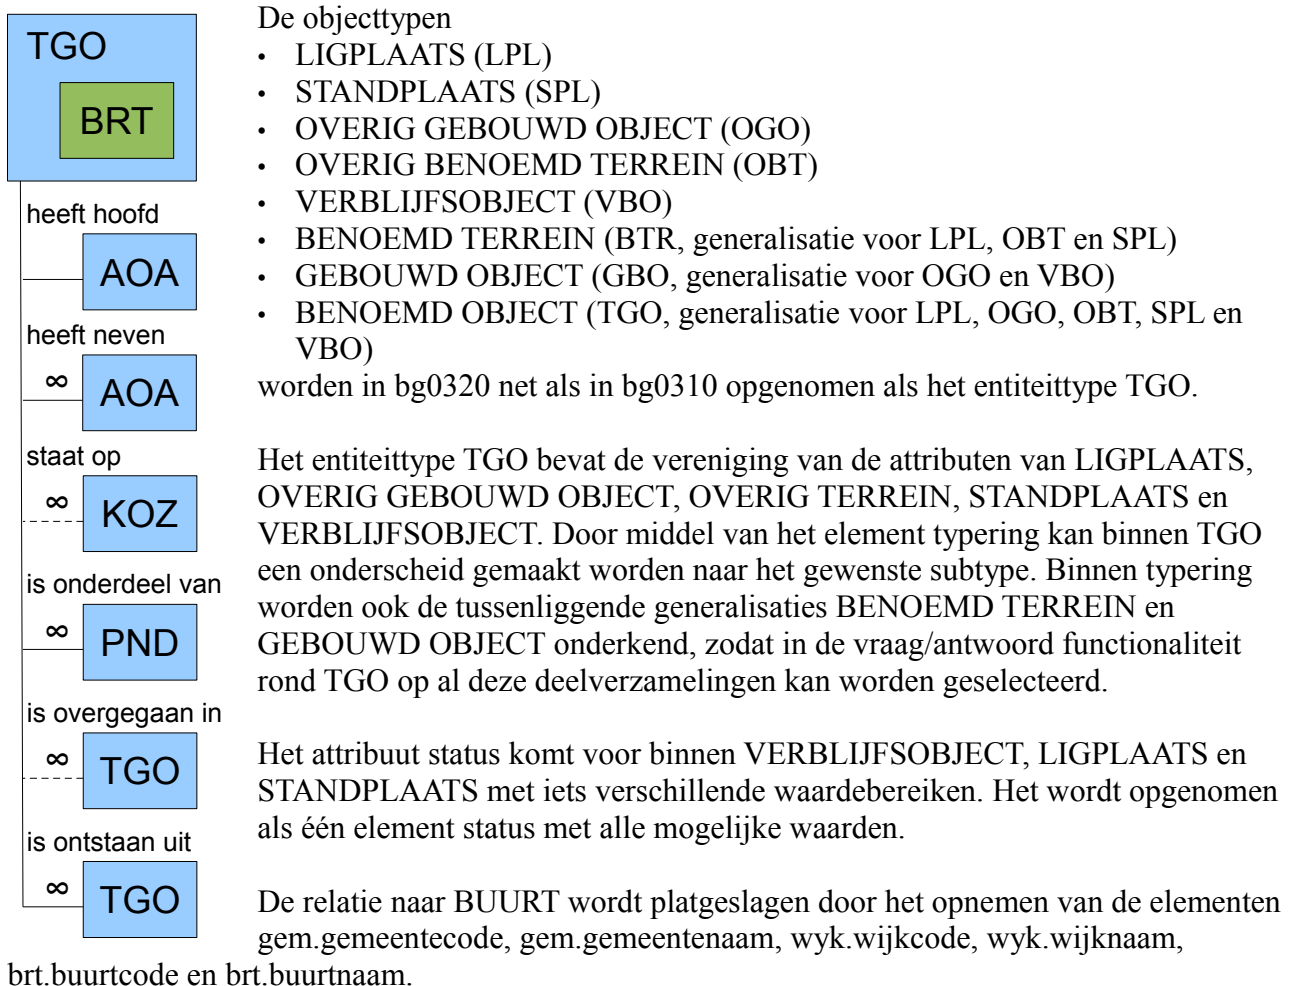 TGO
BRT
heeft hoofd
AOA
heeft neven
∞
AOA
staat op
∞
KOZ
is onderdeel van
∞
PND
is overgegaan in
∞
TGO
is ontstaan uit
∞
TGO
De objecttypen
• LIGPLAATS (LPL)
• STANDPLAATS (SPL)
• OVERIG GEBOUWD OBJECT (OGO)
• OVERIG BENOEMD TERREIN (OBT)
• VERBLIJFSOBJECT (VBO)
• BENOEMD TERREIN (BTR, generalisatie voor LPL, OBT en SPL)
• GEBOUWD OBJECT (GBO, generalisatie voor OGO en VBO)
• BENOEMD OBJECT (TGO, generalisatie voor LPL, OGO, OBT, SPL en
VBO)
worden in bg0320 net als in bg0310 opgenomen als het entiteittype TGO.
Het entiteittype TGO bevat de vereniging van de attributen van LIGPLAATS,
OVERIG GEBOUWD OBJECT, OVERIG TERREIN, STANDPLAATS en
VERBLIJFSOBJECT. Door middel van het element typering kan binnen TGO
een onderscheid gemaakt worden naar het gewenste subtype. Binnen typering
worden ook de tussenliggende generalisaties BENOEMD TERREIN en
GEBOUWD OBJECT onderkend, zodat in de vraag/antwoord functionaliteit
rond TGO op al deze deelverzamelingen kan worden geselecteerd.
Het attribuut status komt voor binnen VERBLIJFSOBJECT, LIGPLAATS en
STANDPLAATS met iets verschillende waardebereiken. Het wordt opgenomen
als één element status met alle mogelijke waarden.
De relatie naar BUURT wordt platgeslagen door het opnemen van de elementen
gem.gemeentecode, gem.gemeentenaam, wyk.wijkcode, wyk.wijknaam,
brt.buurtcode en brt.buurtnaam.